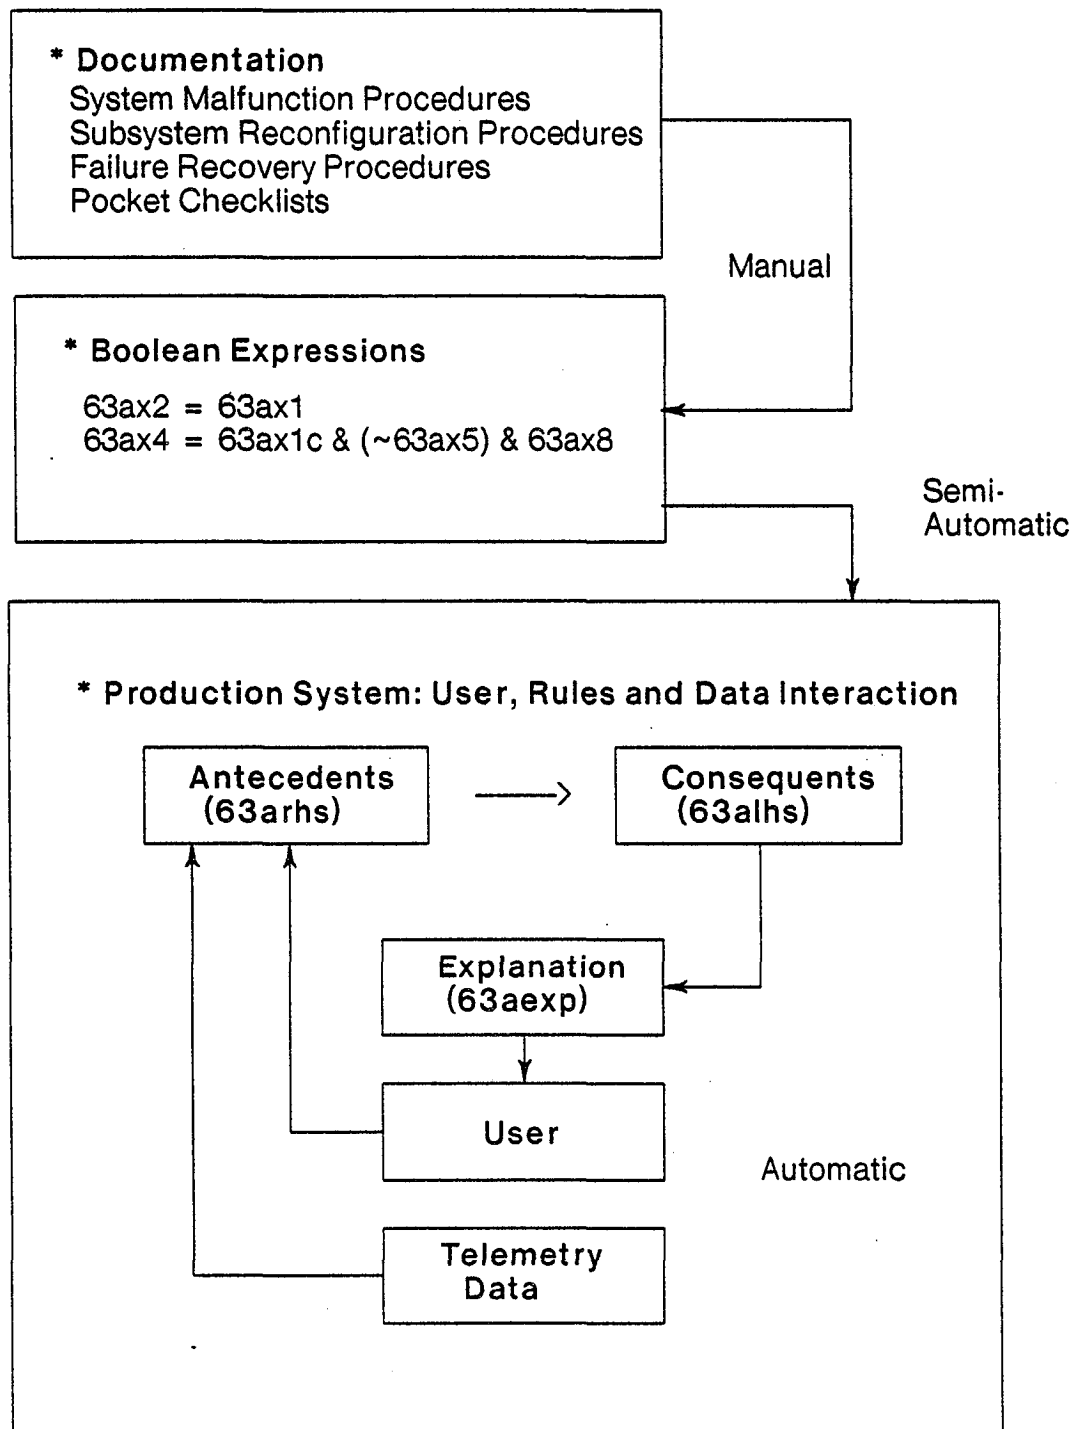 * Documentation
System Malfunction Procedures
Subsystem Reconfiguration Procedures
Failure Recovery Procedures
Pocket Checklists
Manual
* Boolean Expressions
63ax2 = 63ax1
63ax4 = 63ax1c & (~63ax5) & 63ax8
Semi-
Automatic
* Production System: User, Rules and Data Interaction
Antecedents
(63arhs)
Consequents
(63alhs)
Explanation
(63aexp)
User
Automatic
Telemetry
Data